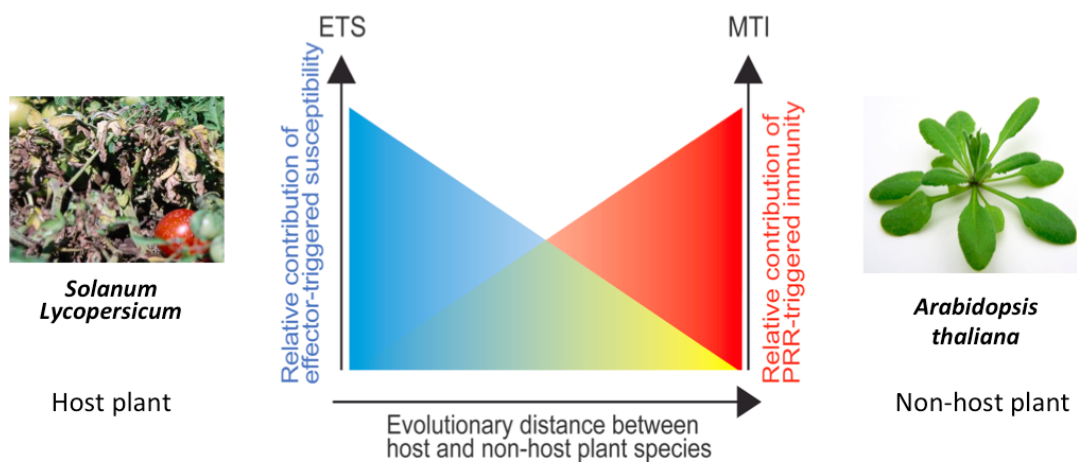 ETS
MTI
Relative contribution of
effector-triggered susceptibility
Relative contribution of
PRR-triggered immunity
Solanum
Lycopersicum
Arabidopsis
thaliana
Host plant
Non-host plant
Evolutionary distance between
host and non-host plant species